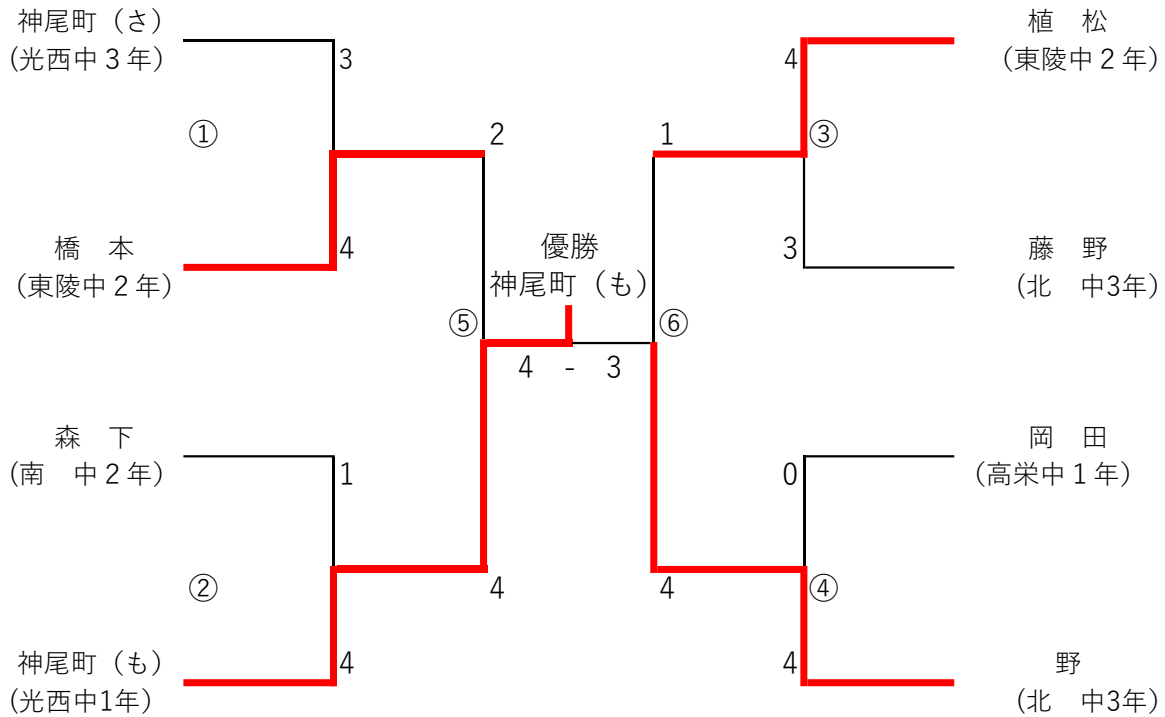 神尾町（さ）
(光西中３年)
3
①
橋　本
(東陵中２年)
4
2
森　下
(南　中２年)
1
②
神尾町（も）
(光西中1年)
4
4
⑤
優勝
神尾町（も）
4 - 3
⑥
1
4
植　松
(東陵中２年)
4
③
藤　野
(北　中3年)
3
岡　田
(高栄中１年)
0
④
野
(北　中3年)
4